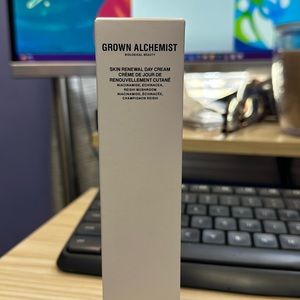 GROWN ALCHEMIST
BIOLOGICAL BEAUTY
SKIN RENEWAL DAY CREAM
CRÈME DE JOUR DE
RENOUVELLEMENT CUTANÉ
NIACINAMIDE, ECHINACEA,
REISHI MUSHROOM
NIACINAMIDE, ÉCHINACÉE,
CHAMPIGNON REISHI